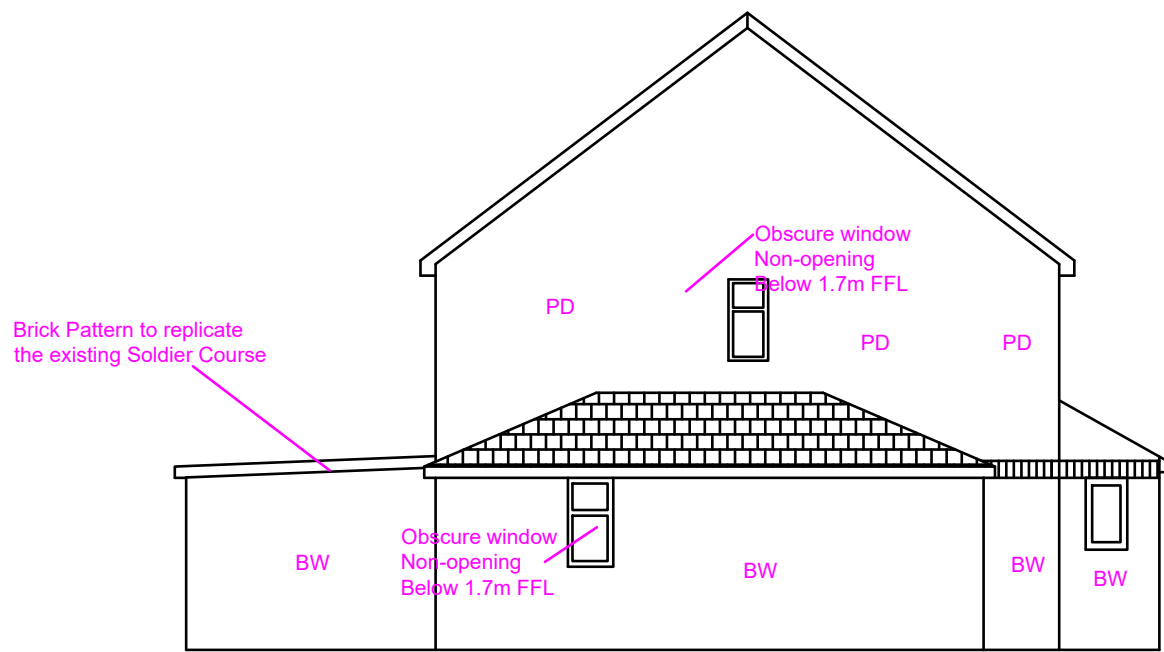 Obscure window
Non-opening
Below 1.7m FFL
PD
Brick Pattern to replicate
the existing Soldier Course
PD
PD
Obscure window
Non-opening
Below 1.7m FFL
BW
BW
BW
BW